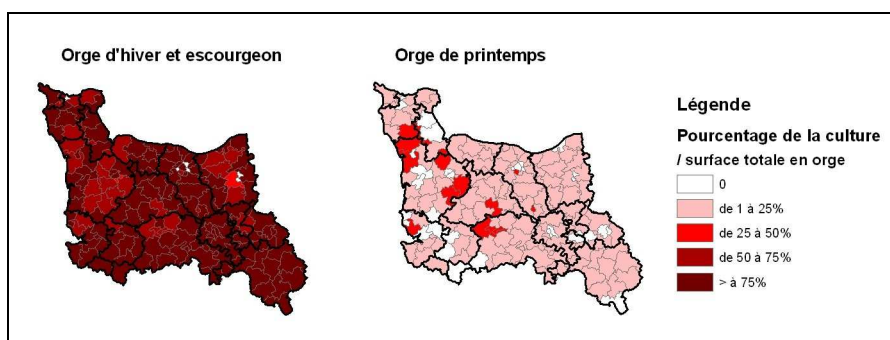 Orge d'hiver et escourgeon
Orge de printemps
Légende
Pourcentage de la culture
/ surface totale en orge
0
de 1 à 25%
de 25 à 50%
de 50 à 75%
> à 75%